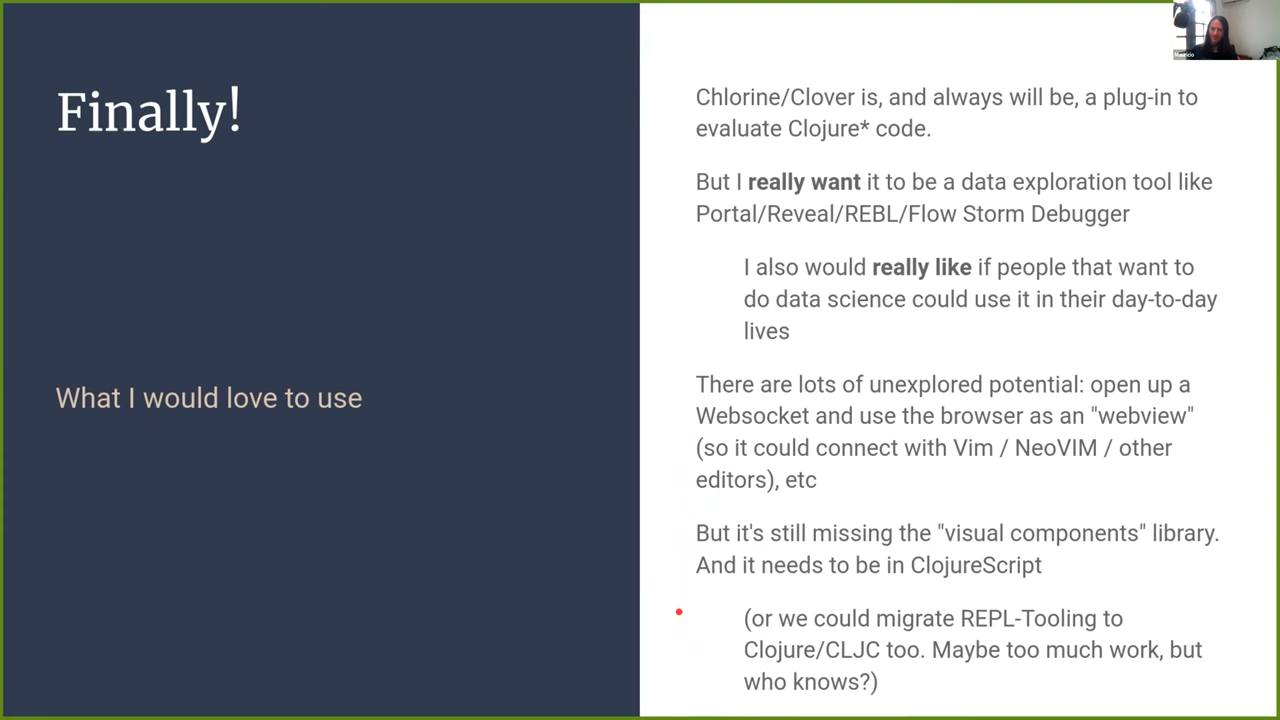 Finally!
What I would love to use
Chlorine/Clover is, and always will be, a plug-in to
evaluate Clojure* code.
But I really want it to be a data exploration tool like
Portal/Reveal/REBL/Flow Storm Debugger
I also would really like if people that want to
do data science could use it in their day-to-day
lives
There are lots of unexplored potential: open up a
Websocket and use the browser as an "webview"
(so it could connect with Vim / NeoVIM / other
editors), etc
But it's still missing the "visual components" library.
And it needs to be in ClojureScript
(or we could migrate REPL-Tooling to
Clojure/CLJC too. Maybe too much work, but
who knows?)
Mauricio